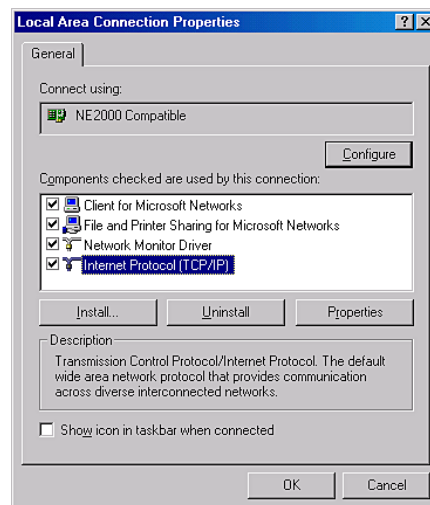 Local Area Connection Properties
General
Connect using:
NE2000 Compatible
Configure
Components checked are used by this connection:
Client for Microsoft Networks
File and Printer Sharing for Microsoft Networks
Network Monitor Driver
Internet Protocol (TCP/IP)
Install... Uninstall Properties
Description
Transmission Control Protocol/Internet Protocol. The default
wide area network protocol that provides communication
across diverse interconnected networks.
Show icon in taskbar when connected
OK Cancel